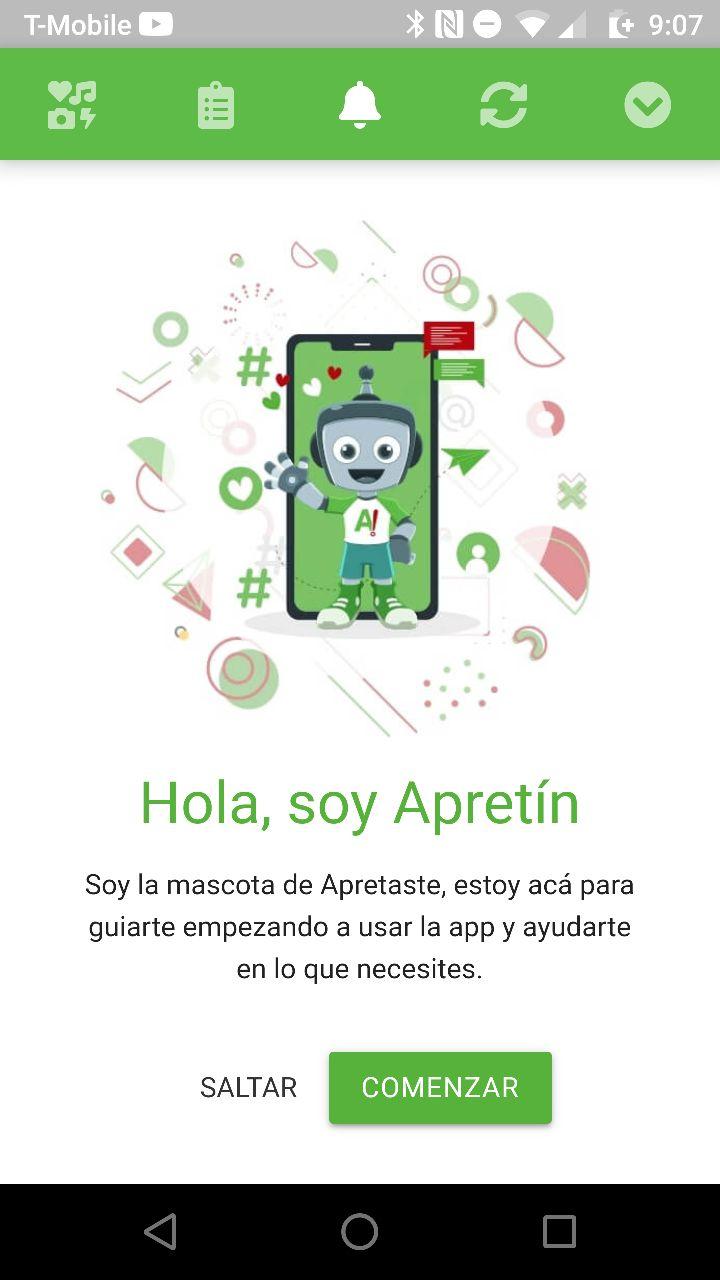 T-Mobile
9:07
A!
Hola, soy Apretín
Soy la mascota de Apretaste, estoy acá para
guiarte empezando a usar la app y ayudarte
en lo que necesites.
SALTAR
COMENZAR